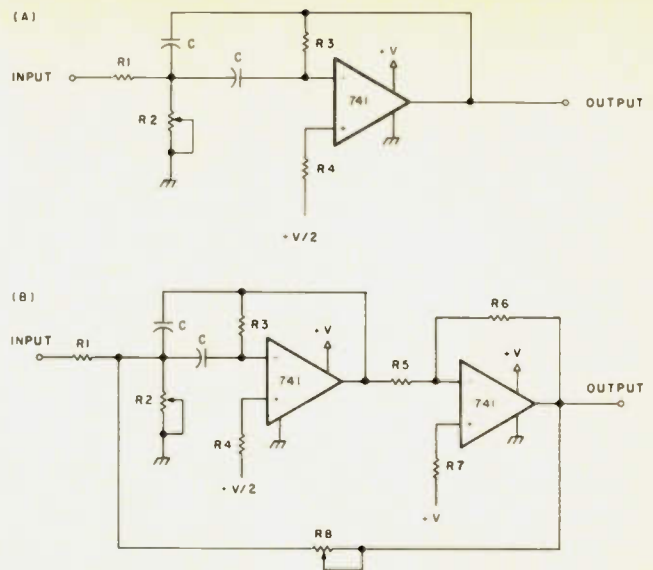 (A)
C
R3
+V
INPUT
R1
C
−
741
OUTPUT
R2
+
R4
+V/2
(B)
R6
C
R3
+V
INPUT
R1
C
R5
+V
−
741
−
741
OUTPUT
R2
+
+
R4
R7
+V/2
+V
R8